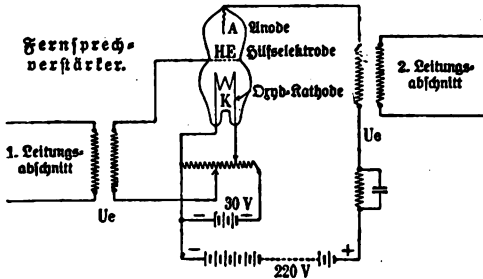 Fernsprech-
verstärker.
A Anode
HE Hilfselektrode
K Oxyd-Kathode
1. Leitungs-
abschnitt
Ue
2. Leitungs-
abschnitt
Ue
30 V
− −
− +
220 V